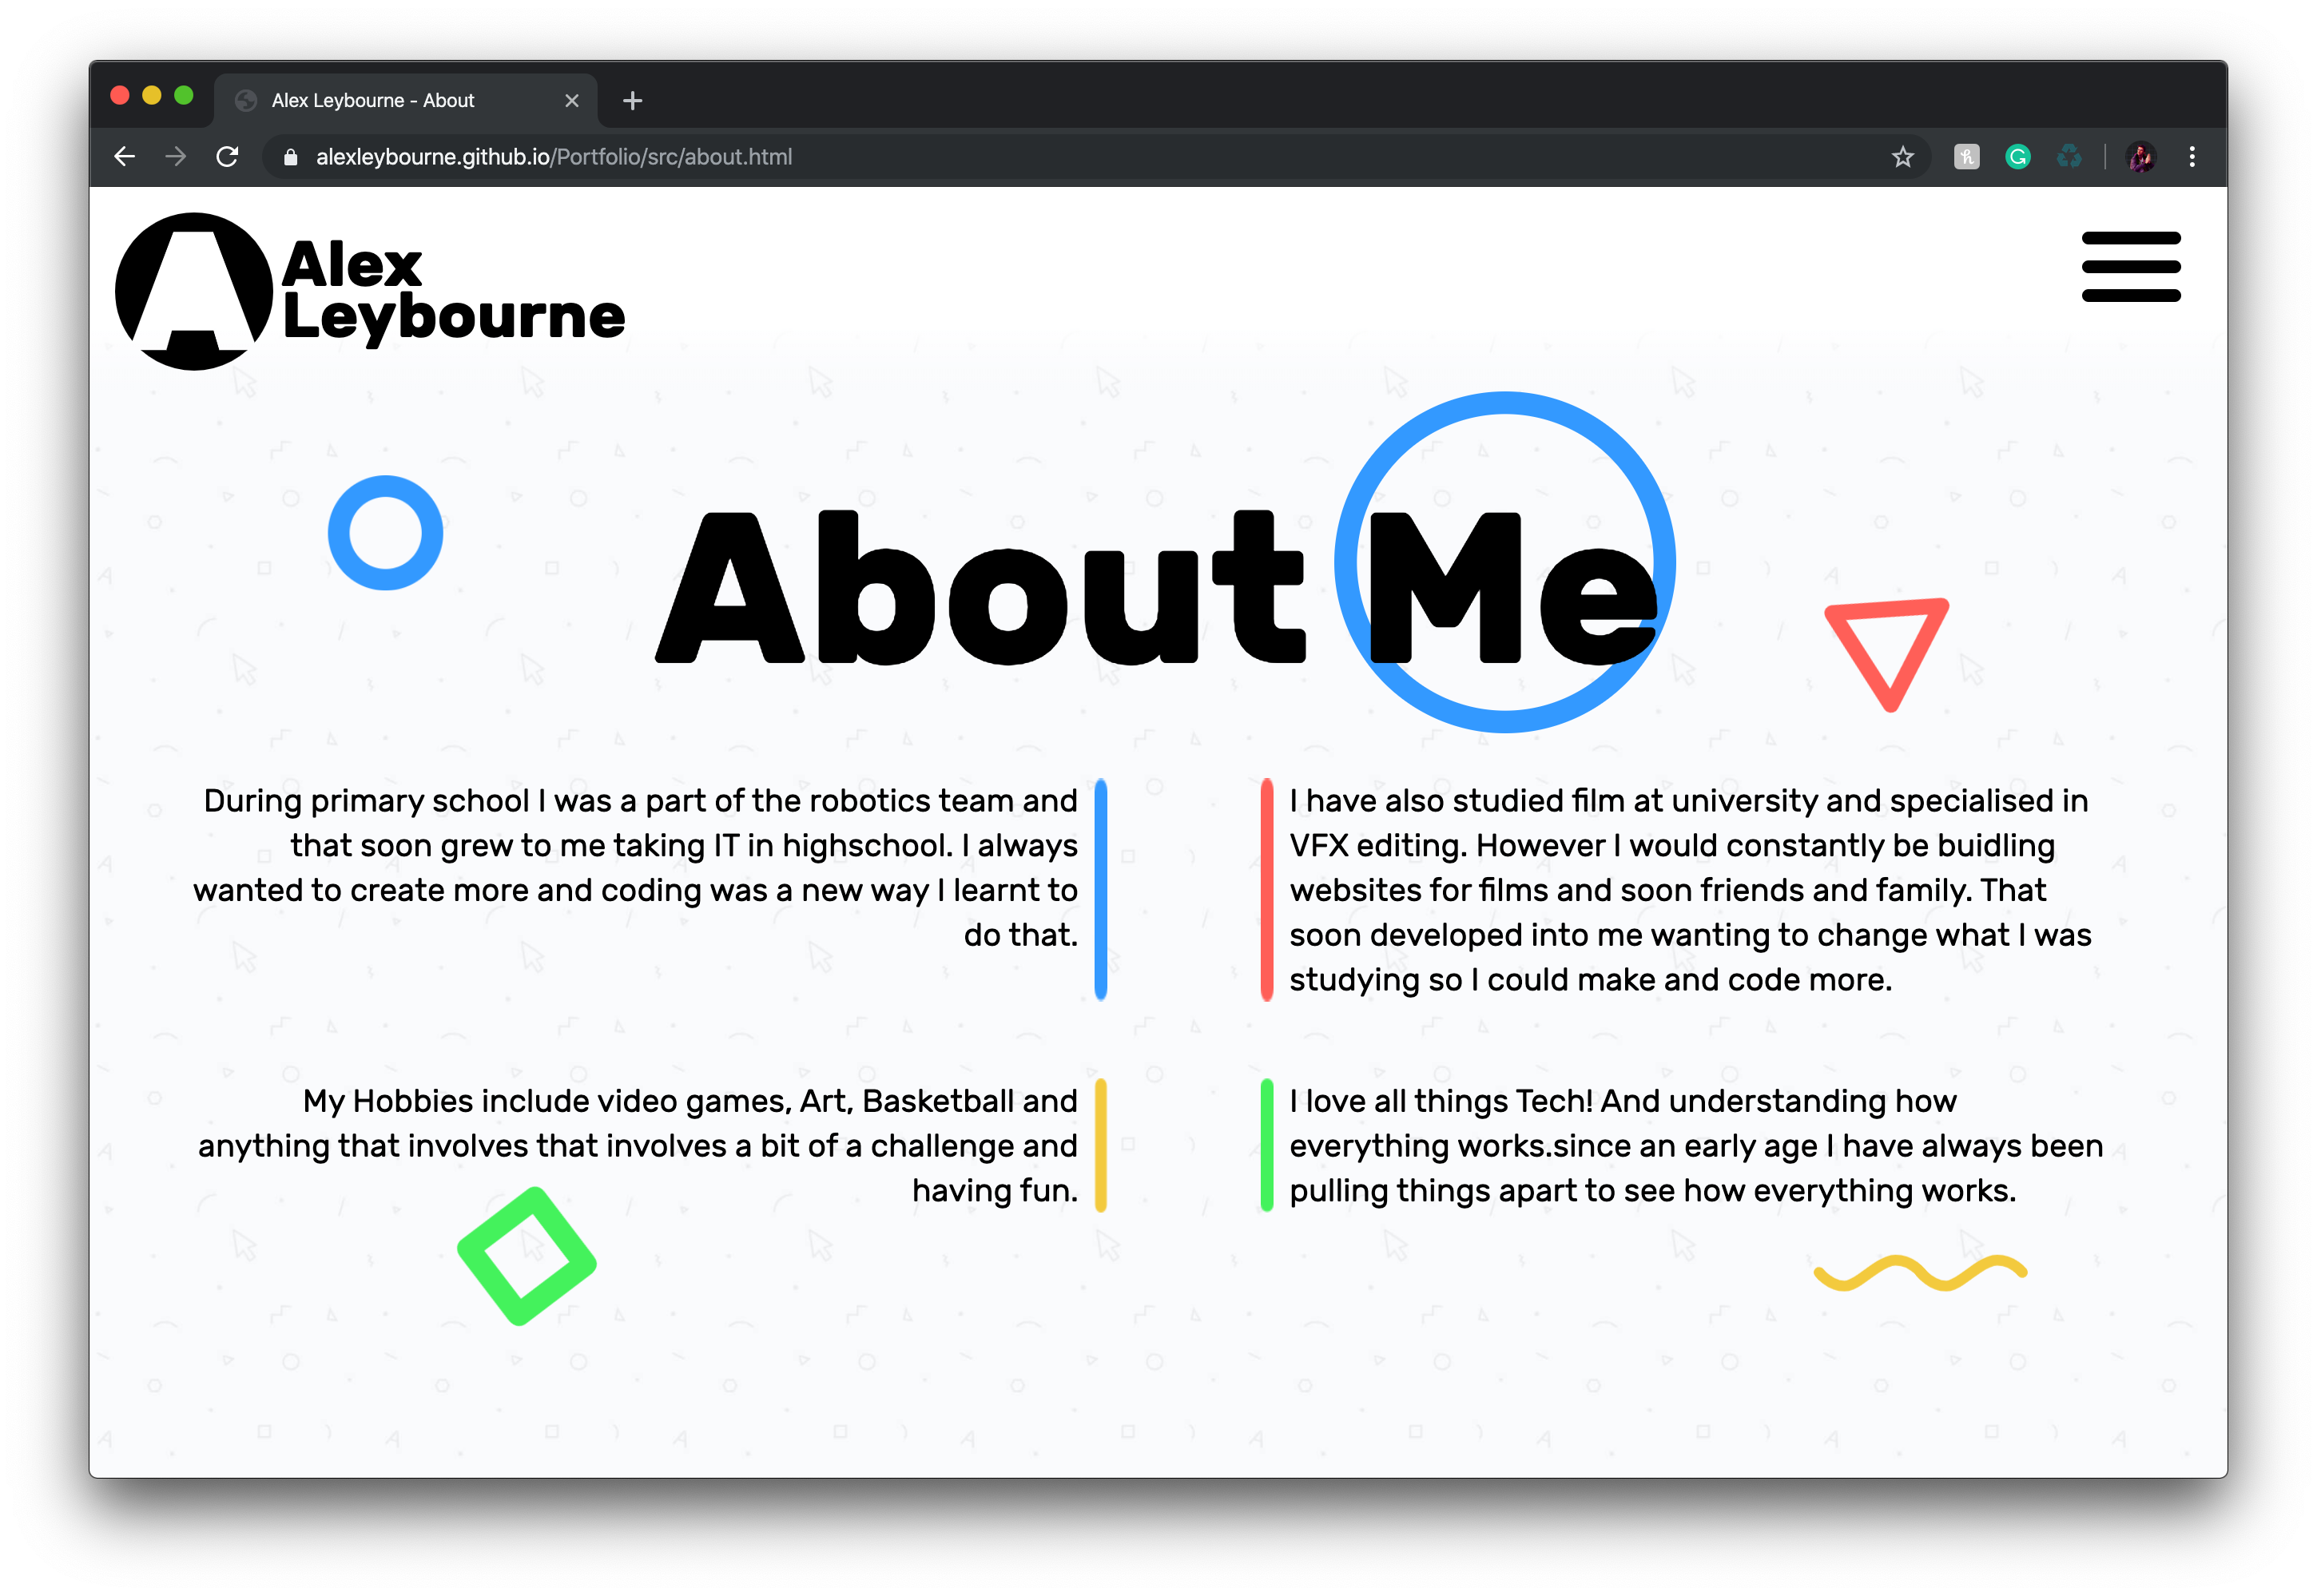 Alex Leybourne - About
alexleybourne.github.io/Portfolio/src/about.html
Alex
Leybourne
About Me
During primary school I was a part of the robotics team and
that soon grew to me taking IT in highschool. I always
wanted to create more and coding was a new way I learnt to
do that.
I have also studied film at university and specialised in
VFX editing. However I would constantly be buidling
websites for films and soon friends and family. That
soon developed into me wanting to change what I was
studying so I could make and code more.
My Hobbies include video games, Art, Basketball and
anything that involves that involves a bit of a challenge and
having fun.
I love all things Tech! And understanding how
everything works.since an early age I have always been
pulling things apart to see how everything works.